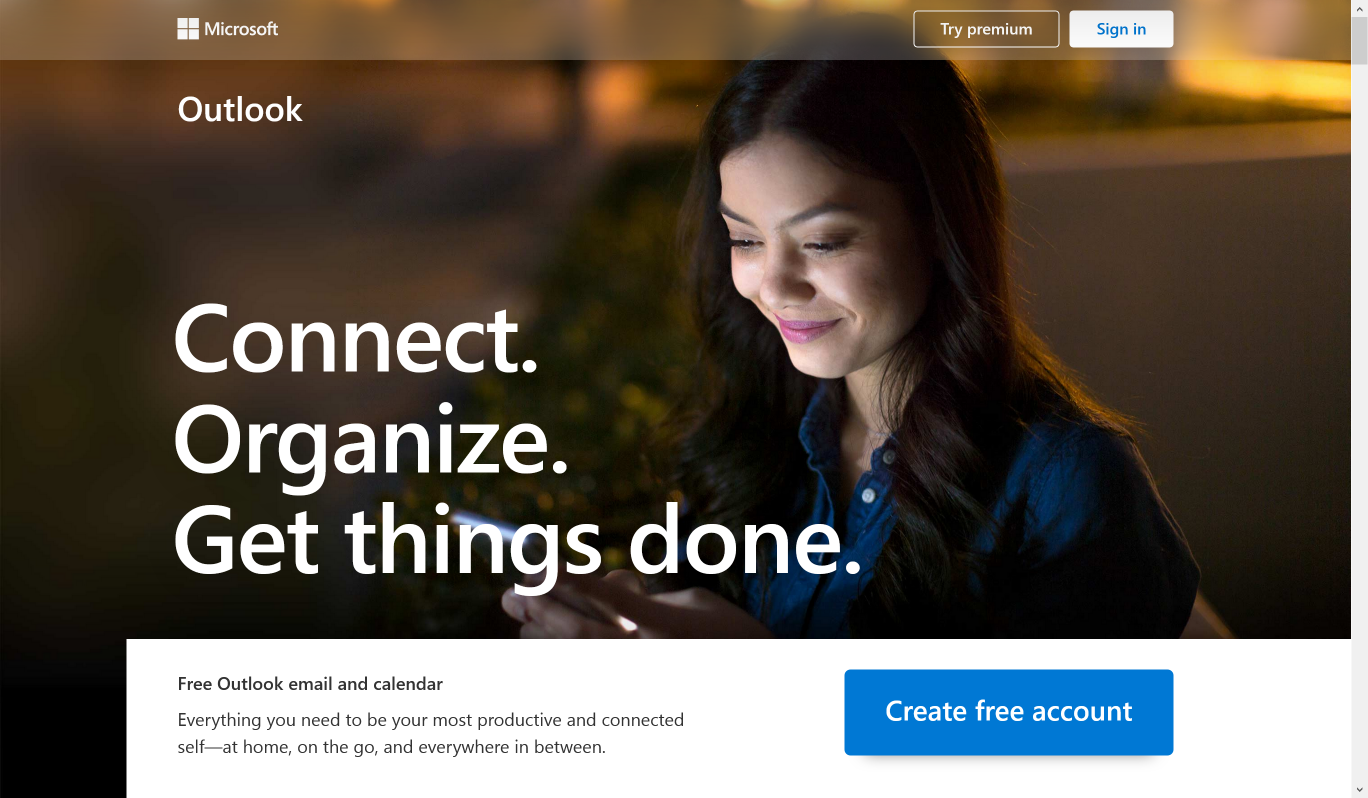 Microsoft
Try premium
Sign in
Outlook
Connect.
Organize.
Get things done.
Free Outlook email and calendar
Everything you need to be your most productive and connected
self—at home, on the go, and everywhere in between.
Create free account